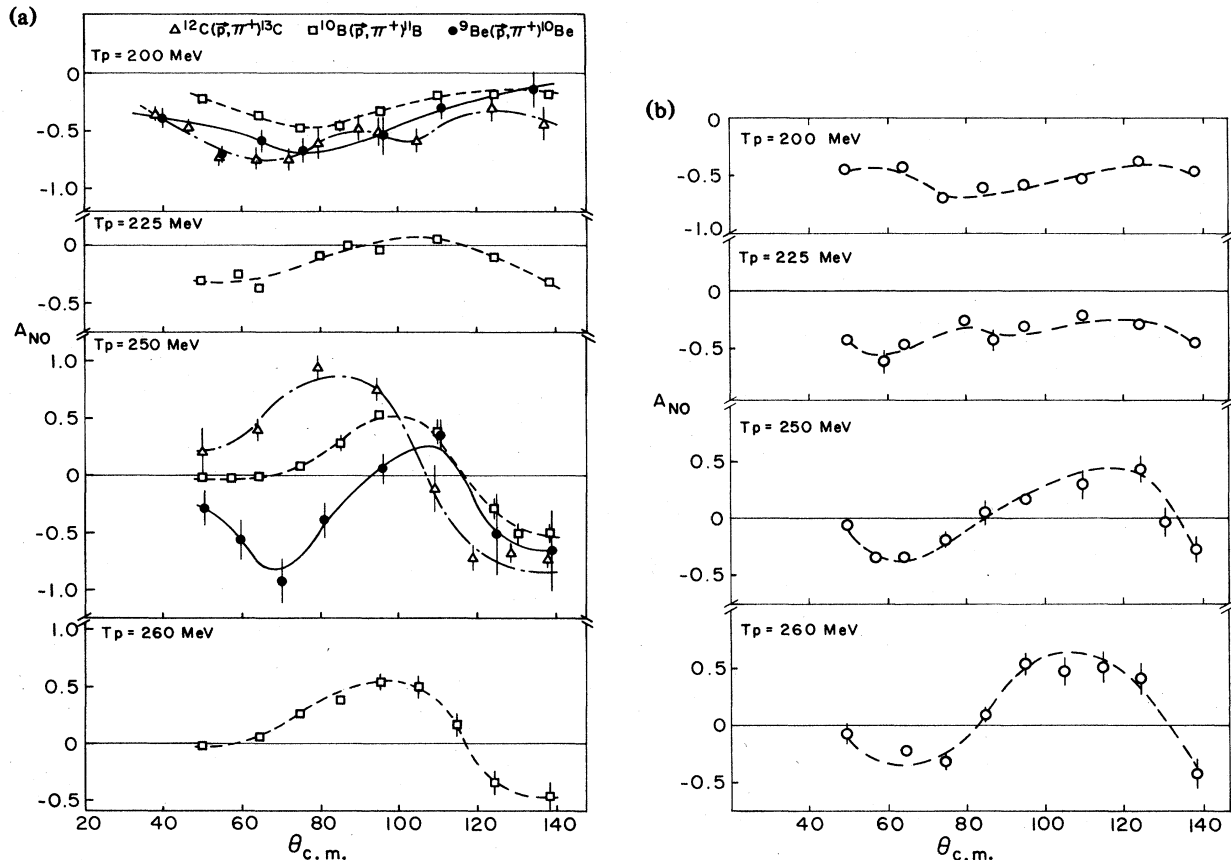 (a)
△ ¹²C(p⃗,π⁺)¹³C □ ¹⁰B(p⃗,π⁺)¹¹B ● ⁹Be(p⃗,π⁺)¹⁰Be
Tp = 200 MeV
0
-0.5
-1.0
Tp = 225 MeV
0
-0.5
A_NO
Tp = 250 MeV
1.0
0.5
0
-0.5
-1.0
Tp = 260 MeV
1.0
0.5
0
-0.5
20 40 60 80 100 120 140
θ_c.m.
(b)
0
Tp = 200 MeV
-0.5
-1.0
Tp = 225 MeV
0
-0.5
A_NO
Tp = 250 MeV
0.5
0
-0.5
Tp = 260 MeV
0.5
0
-0.5
40 60 80 100 120 140
θ_c.m.